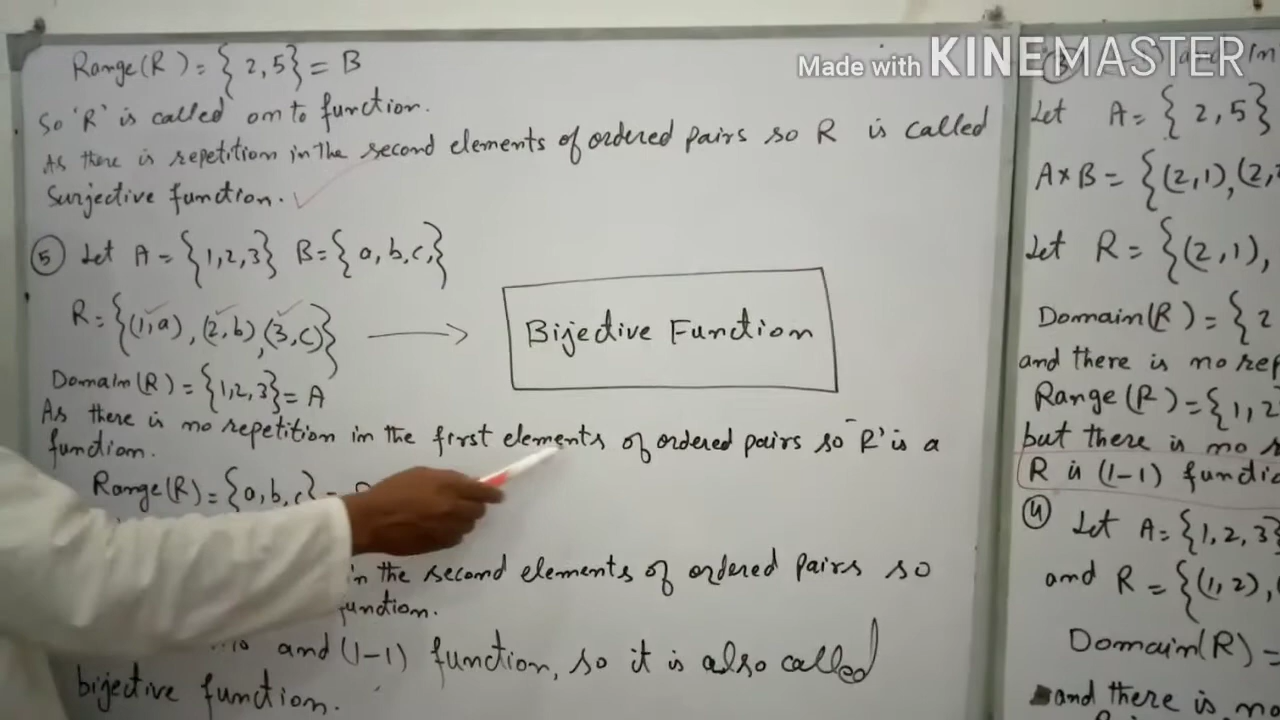 Made with KINEMASTER
Range(R) = { 2, 5 } = B
So 'R' is called on to function.
As there is repetition in the second elements of ordered pairs so R is called
Surjective function. ✓
⑤ Let A = { 1, 2, 3 } B = { a, b, c, }
R = { (1, a), (2, b), (3, c) } → Bijective Function
Domain(R) = { 1, 2, 3 } = A
As there is no repetition in the first elements of ordered pairs so R' is a
function.
Range(R) = { a, b, c } =
in the second elements of ordered pairs so
function.
and (1-1) function, so it is also called
bijective function.
Let A = { 2, 5 }
A×B = { (2, 1), (2,
Let R = { (2, 1),
Domain(R) = { 2
and there is no rep
Range(R) = { 1, 2
but there is no
R is (1-1) functio
④ Let A = { 1, 2, 3 }
and R = { (1, 2),
Domain(R) =
and there is no